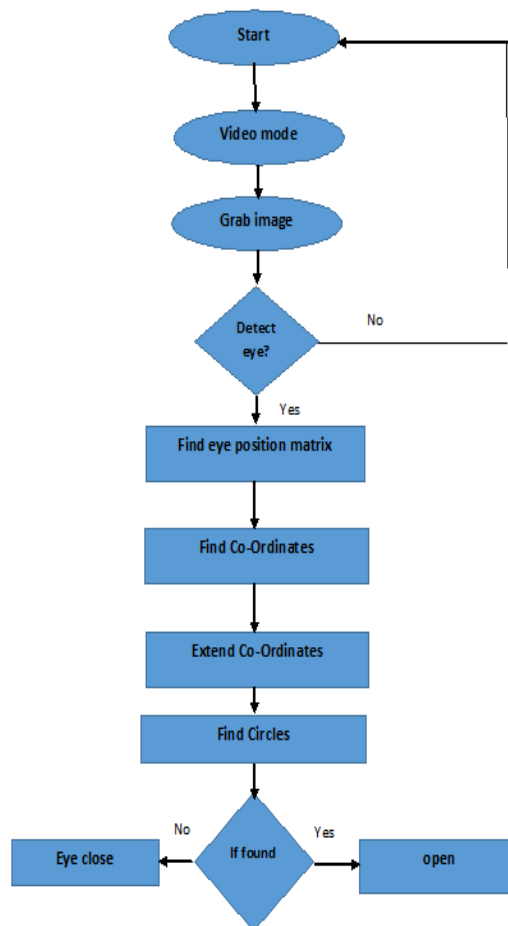 Start
Video mode
Grab image
Detect
eye?
No
Yes
Find eye position matrix
Find Co-Ordinates
Extend Co-Ordinates
Find Circles
If found
No
Yes
Eye close
open